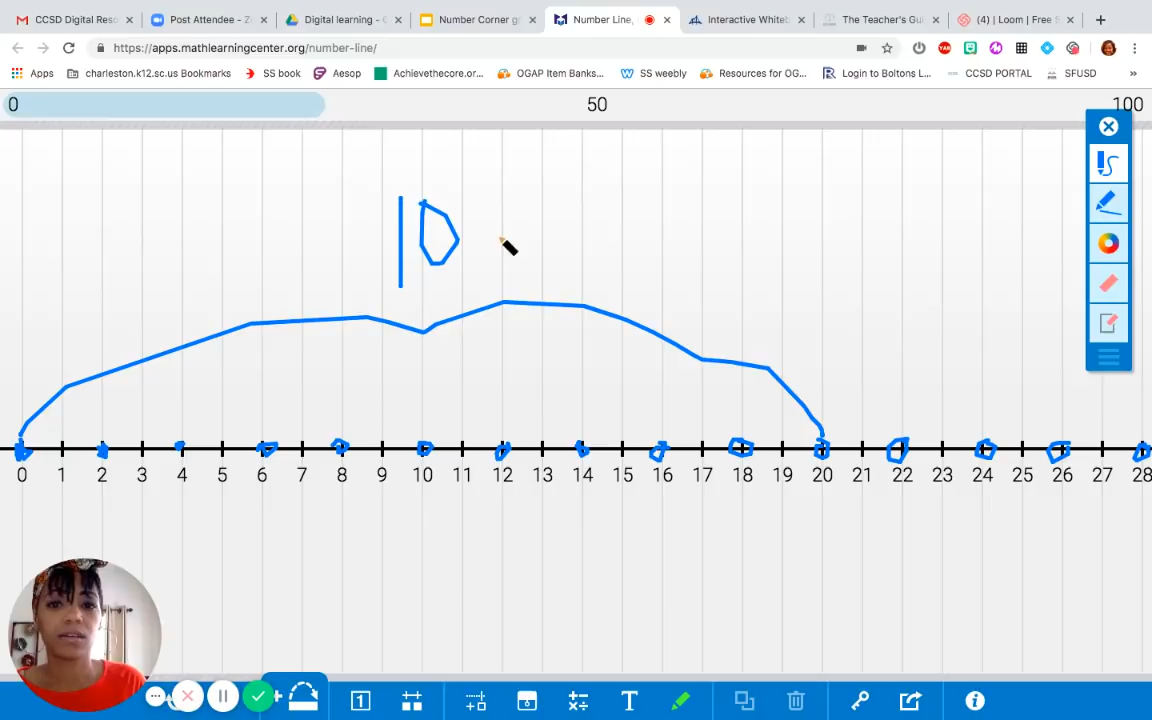 CCSD Digital Reso
Post Attendee - Z
Digital learning - G
Number Corner gr
Number Line,
Interactive Whiteb
The Teacher's Gui
(4) | Loom | Free S
https://apps.mathlearningcenter.org/number-line/
YAR
Apps
charleston.k12.sc.us Bookmarks
SS book
Aesop
Achievethecore.or...
OGAP Item Banks...
SS weebly
Resources for OG...
Login to Boltons L...
CCSD PORTAL
SFUSD
»
0 50 100
10
0 1 2 3 4 5 6 7 8 9 10 11 12 13 14 15 16 17 18 19 20 21 22 23 24 25 26 27 28
1
T